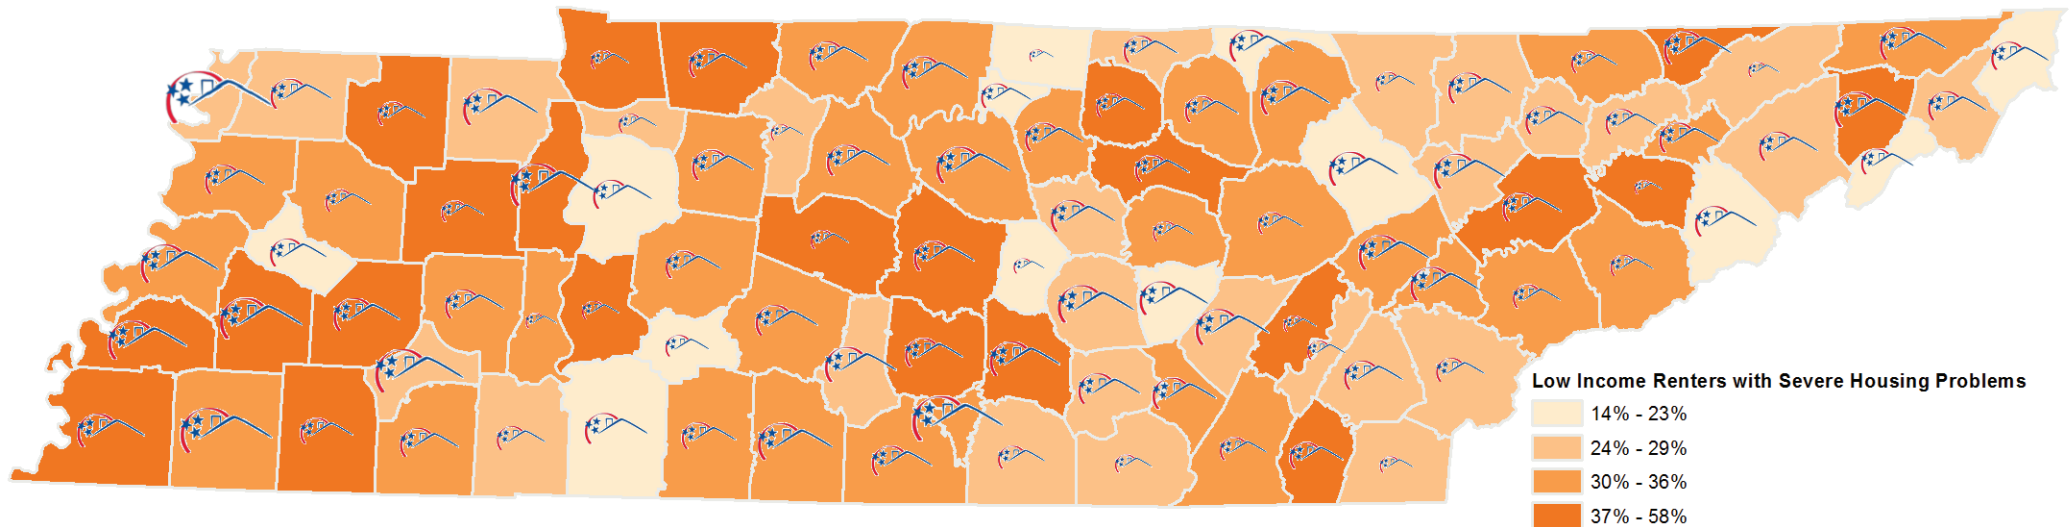 Low Income Renters with Severe Housing Problems
14% - 23%
24% - 29%
30% - 36%
37% - 58%